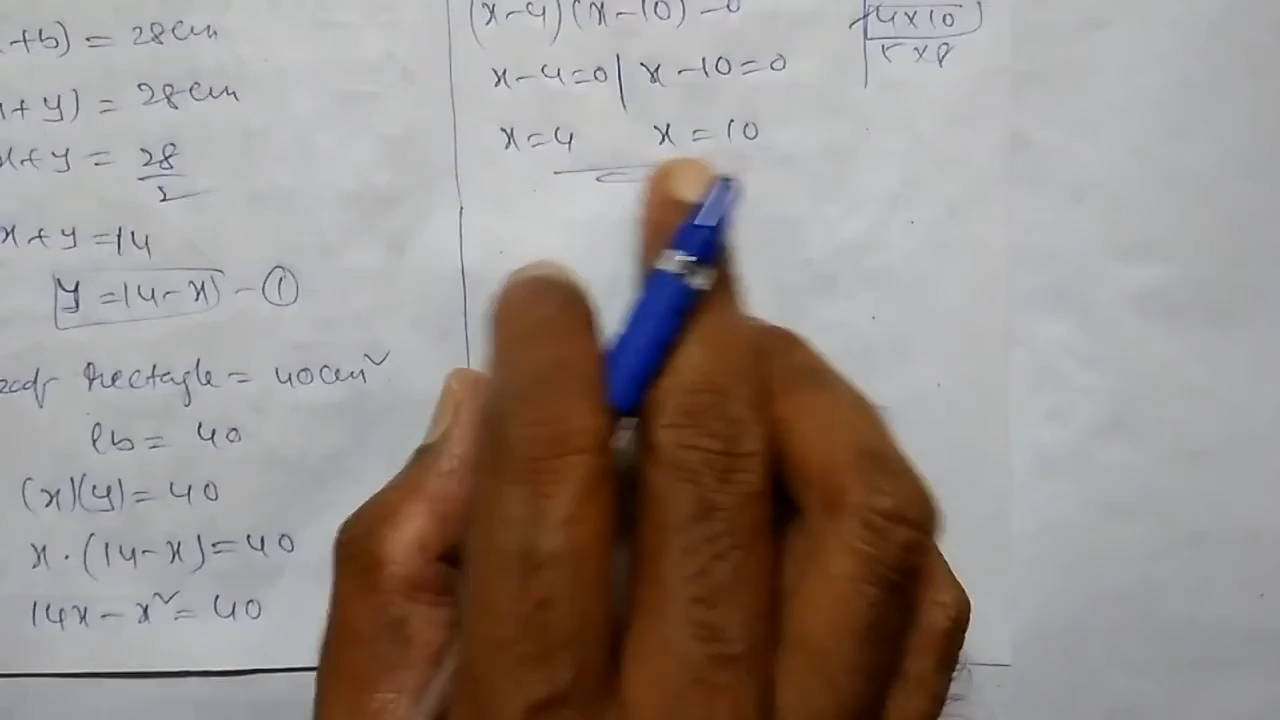 +b) = 28cm
x+y) = 28cm
x+y = 28/2
x+y = 14
y = 14-x - ①
rectagle = 40cm²
lb = 40
(x)(y) = 40
x.(14-x) = 40
14x - x² = 40
(x-4)(x-10) = 0
x-4=0 | x-10=0
x=4 x=10
4x10
5x8